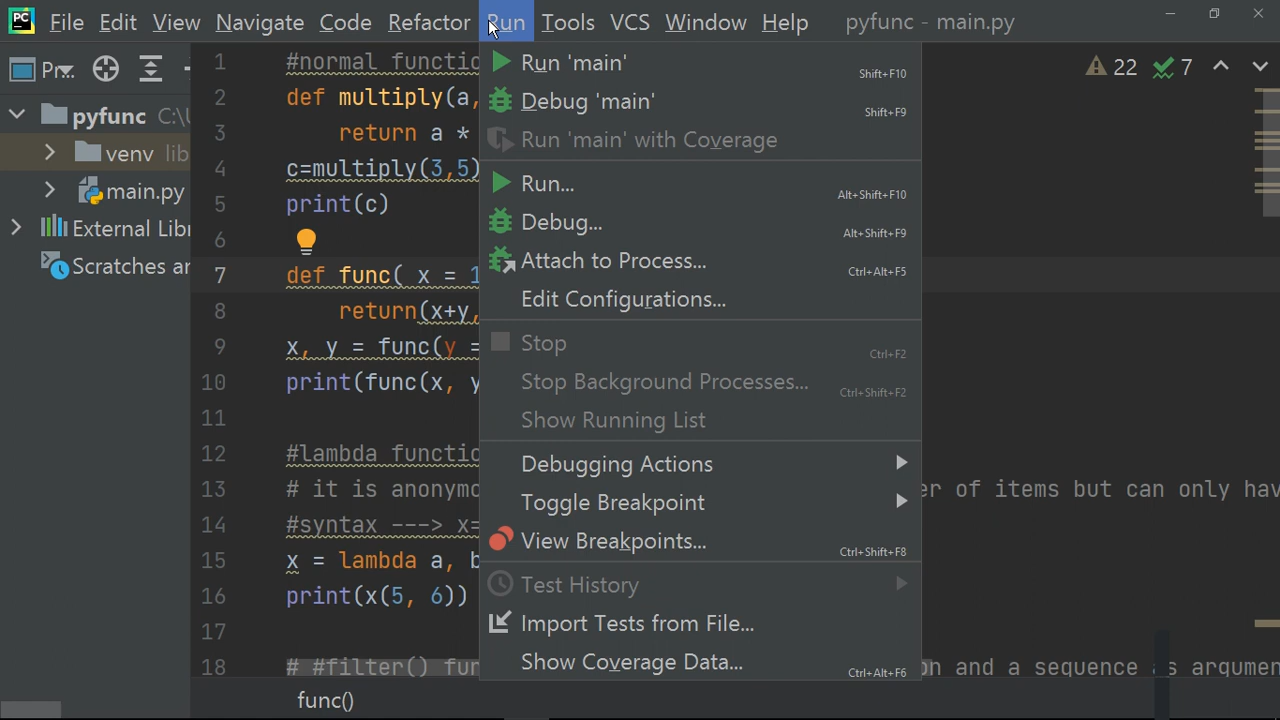 PC File Edit View Navigate Code Refactor Run Tools VCS Window Help pyfunc - main.py
Pr...
22 7
pyfunc C:\U
venv lib
main.py
External Libr
Scratches ar
1 #normal functio
2 def multiply(a,
3 return a *
4 c=multiply(3,5)
5 print(c)
6
7 def func( x = 1
8 return(x+y,
9 x, y = func(y =
10 print(func(x, y
11
12 #lambda functio
13 # it is anonymo er of items but can only hav
14 #syntax ---> x=
15 x = lambda a, b
16 print(x(5, 6))
17
18 # #filter() fun n and a sequence as argumen
Run 'main' Shift+F10
Debug 'main' Shift+F9
Run 'main' with Coverage
Run... Alt+Shift+F10
Debug... Alt+Shift+F9
Attach to Process... Ctrl+Alt+F5
Edit Configurations...
Stop Ctrl+F2
Stop Background Processes... Ctrl+Shift+F2
Show Running List
Debugging Actions
Toggle Breakpoint
View Breakpoints... Ctrl+Shift+F8
Test History
Import Tests from File...
Show Coverage Data... Ctrl+Alt+F6
func()